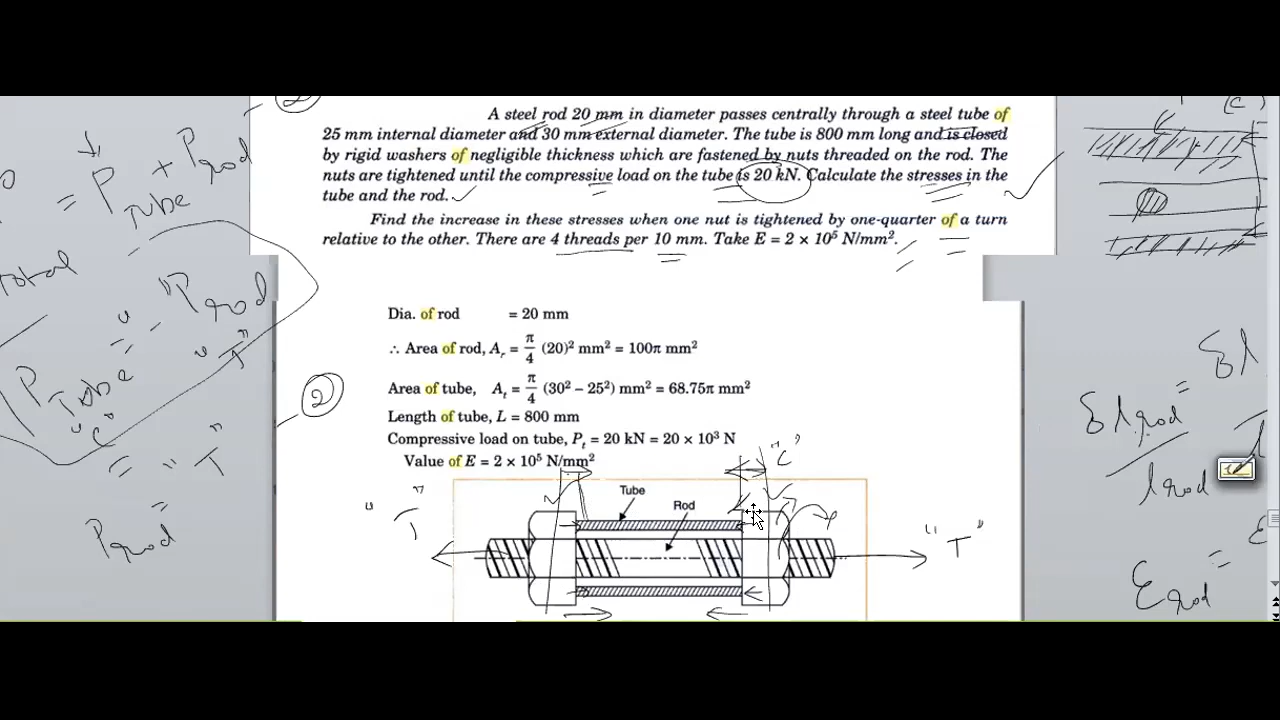 A steel rod 20 mm in diameter passes centrally through a steel tube of
25 mm internal diameter and 30 mm external diameter. The tube is 800 mm long and is closed
by rigid washers of negligible thickness which are fastened by nuts threaded on the rod. The
nuts are tightened until the compressive load on the tube is 20 kN. Calculate the stresses in the
tube and the rod.
Find the increase in these stresses when one nut is tightened by one-quarter of a turn
relative to the other. There are 4 threads per 10 mm. Take E = 2 × 10⁵ N/mm².
= P Tube + P rod
Total
P Tube = P rod
"C" "T"
= "T"
P rod =
2
Dia. of rod = 20 mm
∴ Area of rod, Aᵣ = π/4 (20)² mm² = 100π mm²
Area of tube, Aₜ = π/4 (30² – 25²) mm² = 68.75π mm²
Length of tube, L = 800 mm
Compressive load on tube, Pₜ = 20 kN = 20 × 10³ N
Value of E = 2 × 10⁵ N/mm²
"C"
Tube
Rod
"T"
"T"
δl rod =
l rod
ε rod =